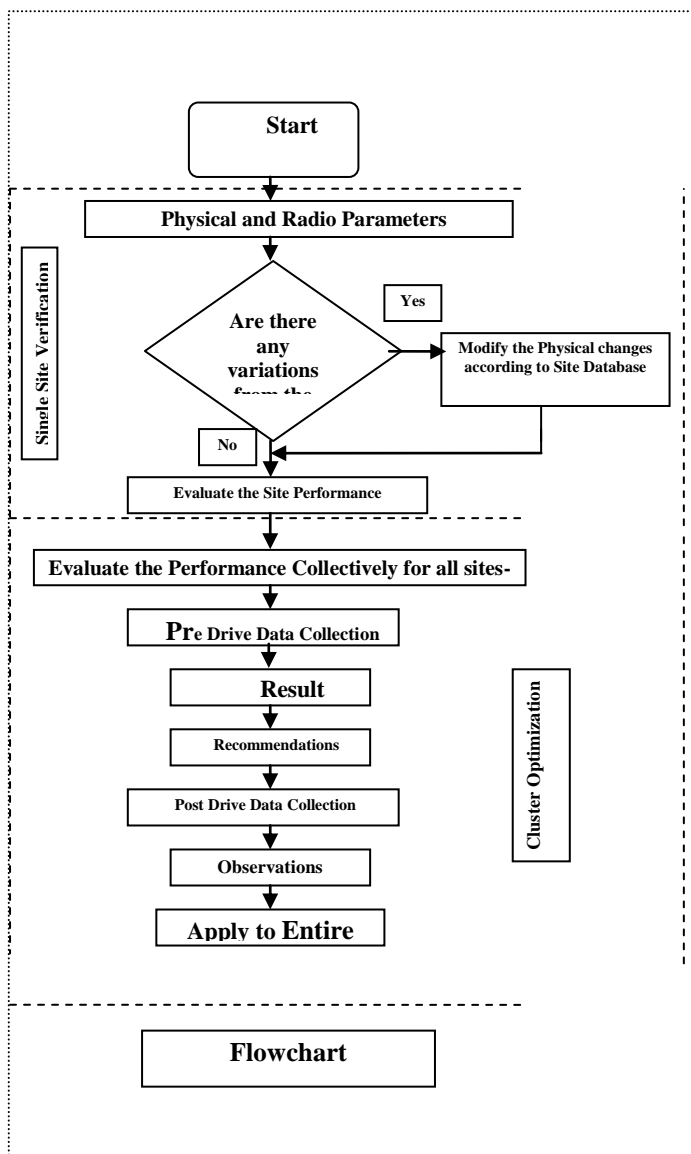 Start
Physical and Radio Parameters
Single Site Verification
Yes
Are there
any
variations
from the
Modify the Physical changes
according to Site Database
No
Evaluate the Site Performance
Evaluate the Performance Collectively for all sites-
Pre Drive Data Collection
Result
Recommendations
Cluster Optimization
Post Drive Data Collection
Observations
Apply to Entire
Flowchart